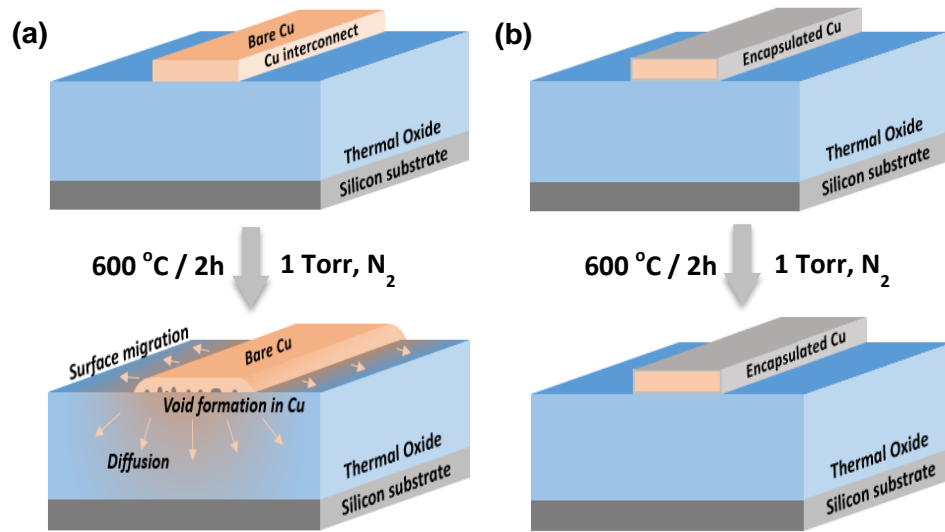 (a)
Bare Cu
Cu interconnect
Thermal Oxide
Silicon substrate
600 °C / 2h
1 Torr, N₂
Surface migration
Bare Cu
Void formation in Cu
Diffusion
Thermal Oxide
Silicon substrate
(b)
Encapsulated Cu
Thermal Oxide
Silicon substrate
600 °C / 2h
1 Torr, N₂
Encapsulated Cu
Thermal Oxide
Silicon substrate